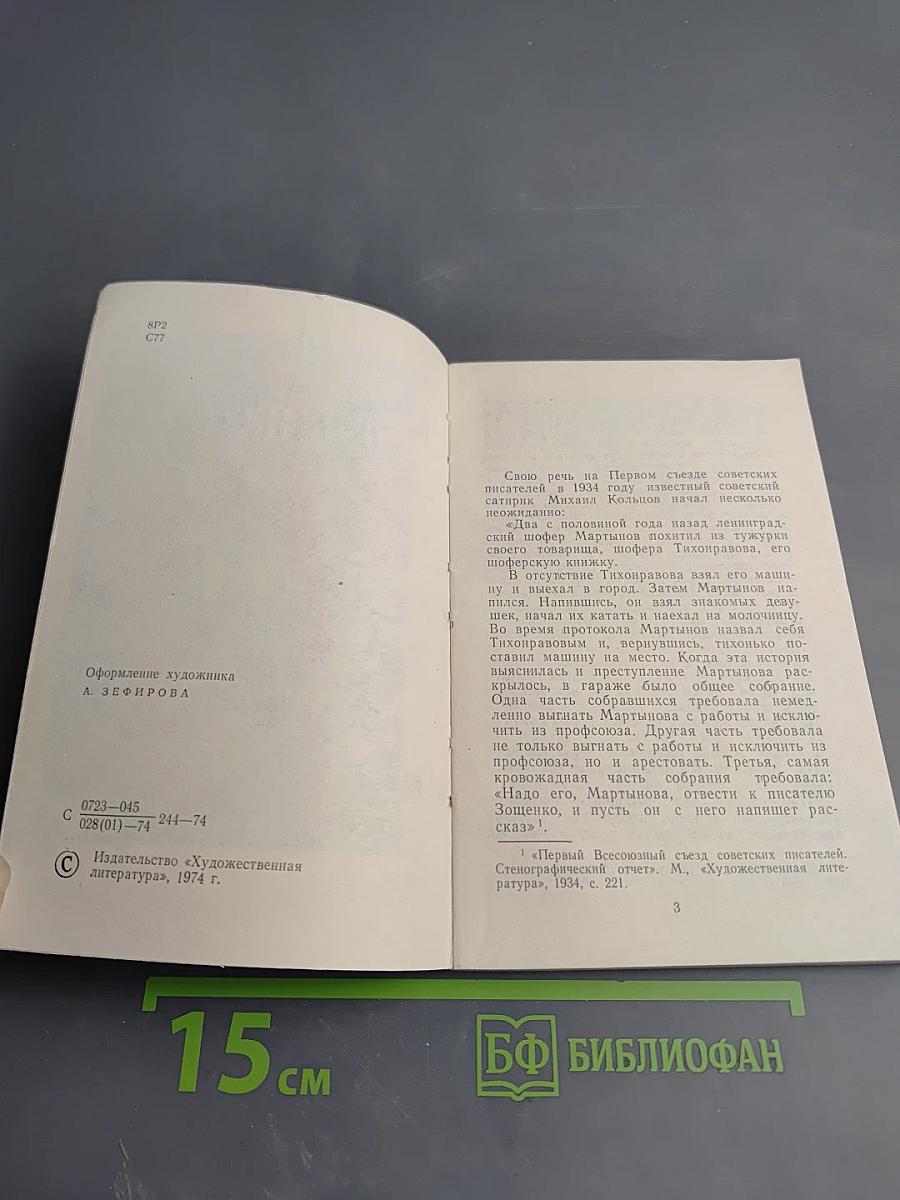 8Р2
С77
Оформление художника
А. ЗЕФИРОВА
С 0723—045
028(01)—74 244—74
© Издательство «Художественная
литература», 1974 г.
Свою речь на Первом съезде советских
писателей в 1934 году известный советский
сатирик Михаил Кольцов начал несколько
неожиданно:
«Два с половиной года назад ленинград-
ский шофер Мартынов похитил из тужурки
своего товарища, шофера Тихонравова, его
шоферскую книжку.
В отсутствие Тихонравова взял его маши-
ну и выехал в город. Затем Мартынов на-
пился. Напившись, он взял знакомых деву-
шек, начал их катать и наехал на молочницу.
Во время протокола Мартынов назвал себя
Тихонравовым и, вернувшись, тихонько по-
ставил машину на место. Когда эта история
выяснилась и преступление Мартынова рас-
крылось, в гараже было общее собрание.
Одна часть собравшихся требовала немед-
ленно выгнать Мартынова с работы и исклю-
чить из профсоюза. Другая часть требовала
не только выгнать с работы и исключить из
профсоюза, но и арестовать. Третья, самая
кровожадная часть собрания требовала:
«Надо его, Мартынова, отвести к писателю
Зощенко, и пусть он с него напишет рас-
сказ» ¹.
¹ «Первый Всесоюзный съезд советских писателей.
Стенографический отчет». М., «Художественная лите-
ратура», 1934, с. 221.
3
15 см
БФ БИБЛИОФАН